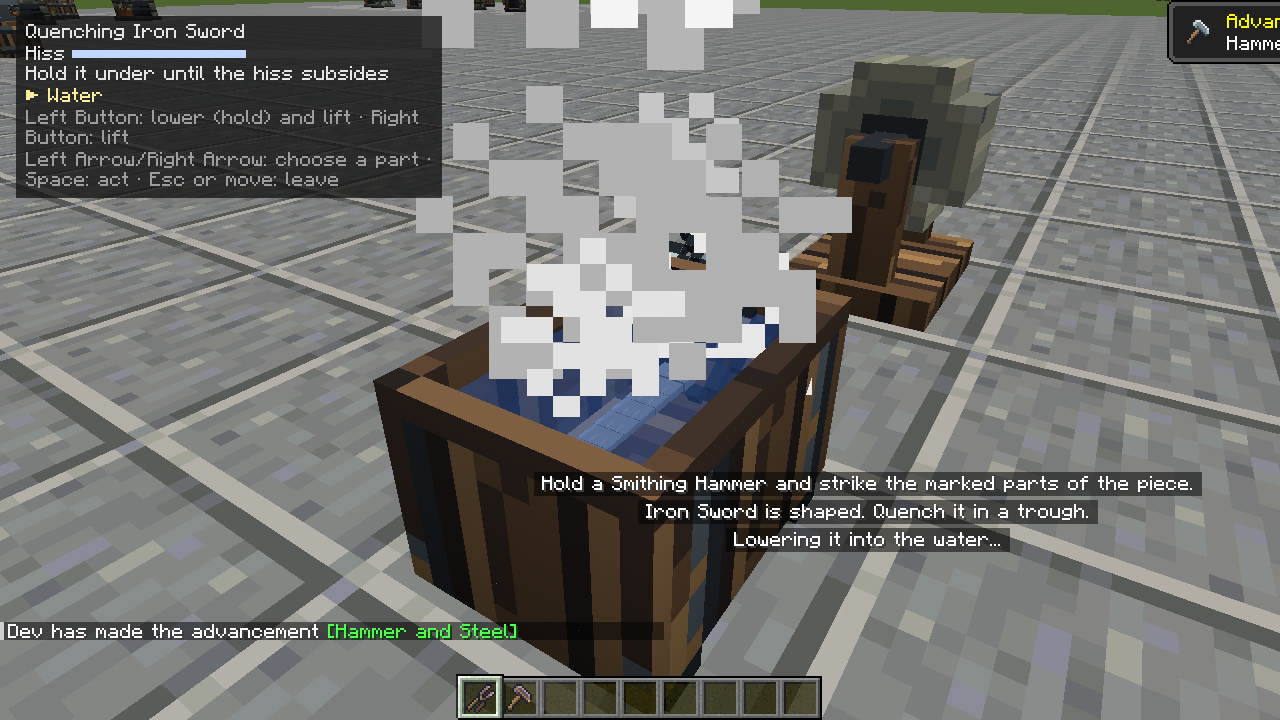 Quenching Iron Sword
Hiss
Hold it under until the hiss subsides
► Water
Left Button: lower (hold) and lift · Right
Button: lift
Left Arrow/Right Arrow: choose a part ·
Space: act · Esc or move: leave
Advan
Hamme
Hold a Smithing Hammer and strike the marked parts of the piece.
Iron Sword is shaped. Quench it in a trough.
Lowering it into the water...
Dev has made the advancement [Hammer and Steel]